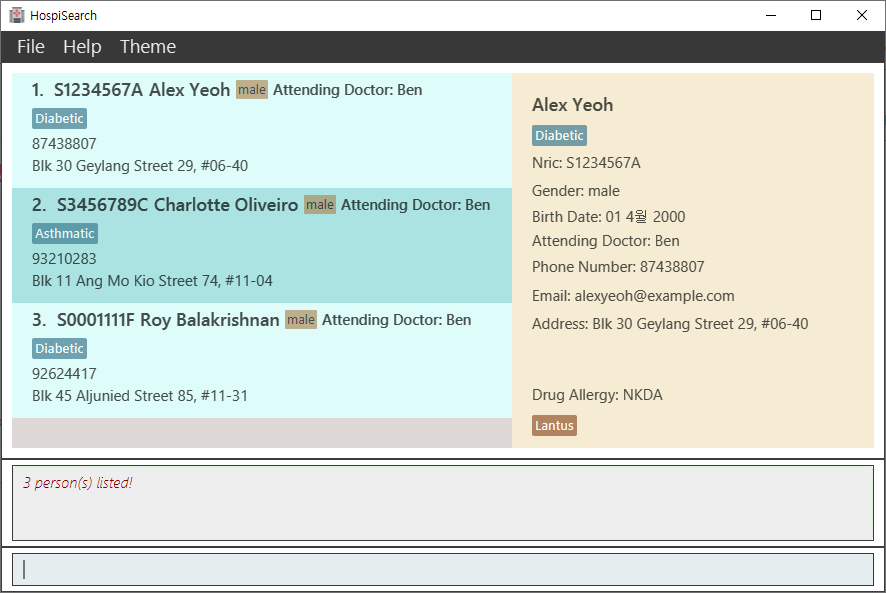 HospiSearch
File Help Theme
1. S1234567A Alex Yeoh male Attending Doctor: Ben
Diabetic
87438807
Blk 30 Geylang Street 29, #06-40
2. S3456789C Charlotte Oliveiro male Attending Doctor: Ben
Asthmatic
93210283
Blk 11 Ang Mo Kio Street 74, #11-04
3. S0001111F Roy Balakrishnan male Attending Doctor: Ben
Diabetic
92624417
Blk 45 Aljunied Street 85, #11-31
Alex Yeoh
Diabetic
Nric: S1234567A
Gender: male
Birth Date: 01 4월 2000
Attending Doctor: Ben
Phone Number: 87438807
Email: alexyeoh@example.com
Address: Blk 30 Geylang Street 29, #06-40
Drug Allergy: NKDA
Lantus
3 person(s) listed!